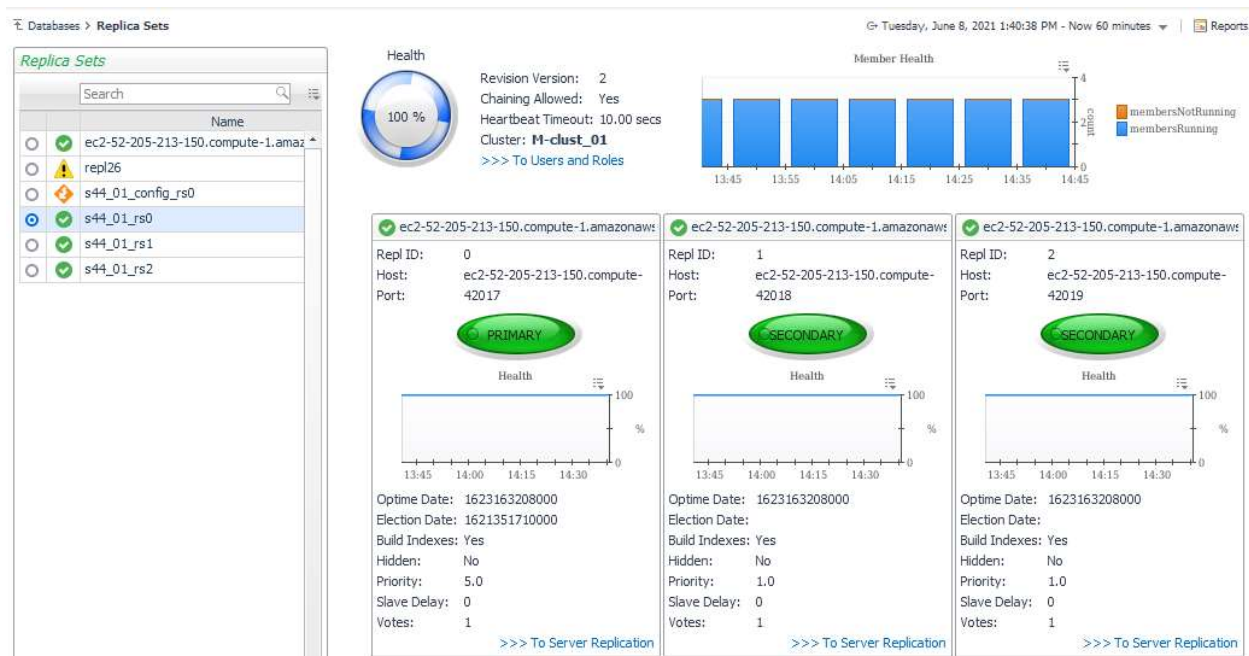 Databases > Replica Sets
Tuesday, June 8, 2021 1:40:38 PM - Now 60 minutes
Reports
Replica Sets
Search
Name
ec2-52-205-213-150.compute-1.amaz
repl26
s44_01_config_rs0
s44_01_rs0
s44_01_rs1
s44_01_rs2
Health
100 %
Revision Version: 2
Chaining Allowed: Yes
Heartbeat Timeout: 10.00 secs
Cluster: M-clust_01
>>> To Users and Roles
Member Health
4
2
0
count
13:45 13:55 14:05 14:15 14:25 14:35 14:45
membersNotRunning
membersRunning
ec2-52-205-213-150.compute-1.amazonaws
Repl ID: 0
Host: ec2-52-205-213-150.compute-
Port: 42017
PRIMARY
Health
100
%
0
13:45 14:00 14:15 14:30
Optime Date: 1623163208000
Election Date: 1621351710000
Build Indexes: Yes
Hidden: No
Priority: 5.0
Slave Delay: 0
Votes: 1
>>> To Server Replication
ec2-52-205-213-150.compute-1.amazonaws
Repl ID: 1
Host: ec2-52-205-213-150.compute-
Port: 42018
SECONDARY
Health
100
%
0
13:45 14:00 14:15 14:30
Optime Date: 1623163208000
Election Date:
Build Indexes: Yes
Hidden: No
Priority: 1.0
Slave Delay: 0
Votes: 1
>>> To Server Replication
ec2-52-205-213-150.compute-1.amazonaws
Repl ID: 2
Host: ec2-52-205-213-150.compute-
Port: 42019
SECONDARY
Health
100
%
0
13:45 14:00 14:15 14:30
Optime Date: 1623163208000
Election Date:
Build Indexes: Yes
Hidden: No
Priority: 1.0
Slave Delay: 0
Votes: 1
>>> To Server Replication